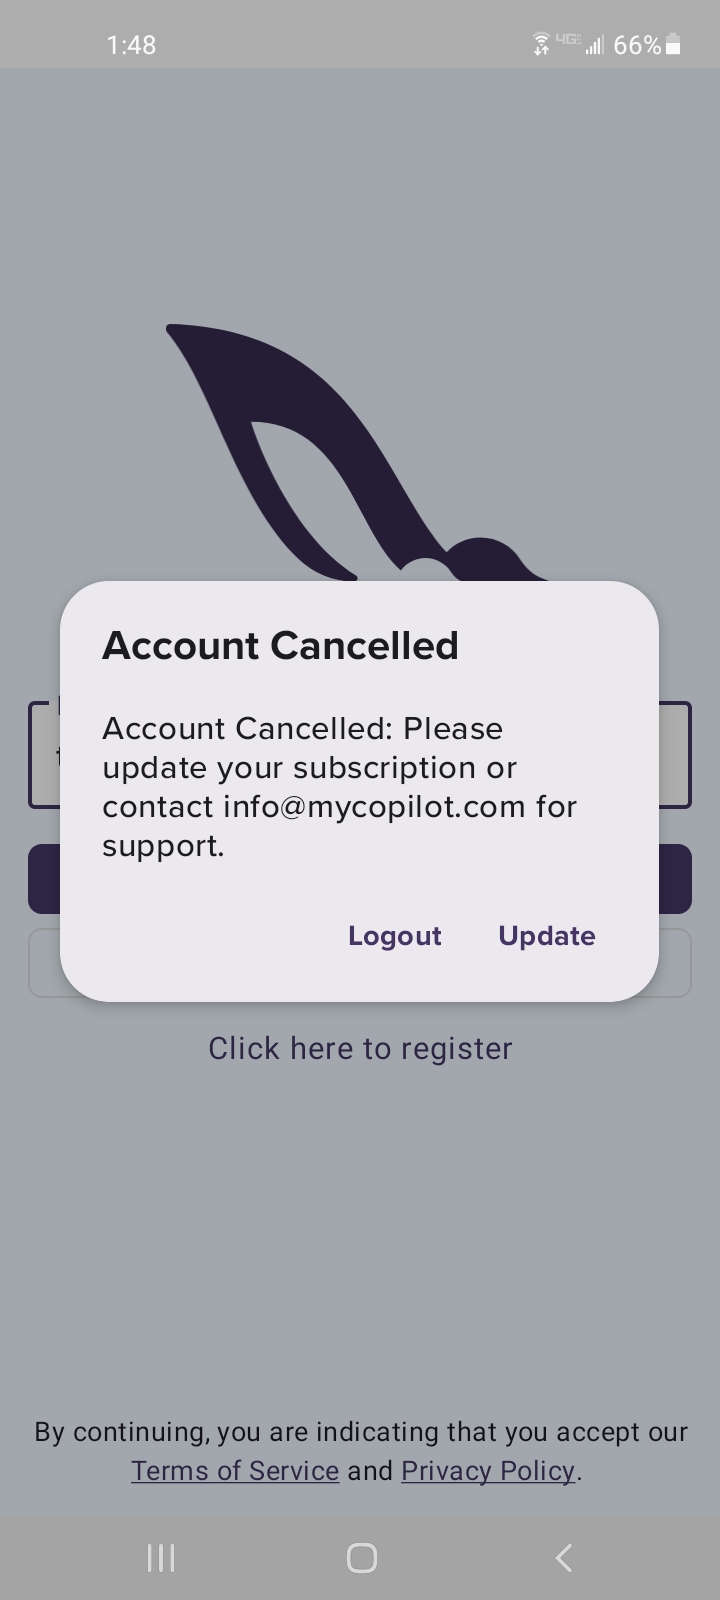 1:48
4G
66%
Account Cancelled
Account Cancelled: Please
update your subscription or
contact info@mycopilot.com for
support.
Logout
Update
Click here to register
By continuing, you are indicating that you accept our
Terms of Service and Privacy Policy.